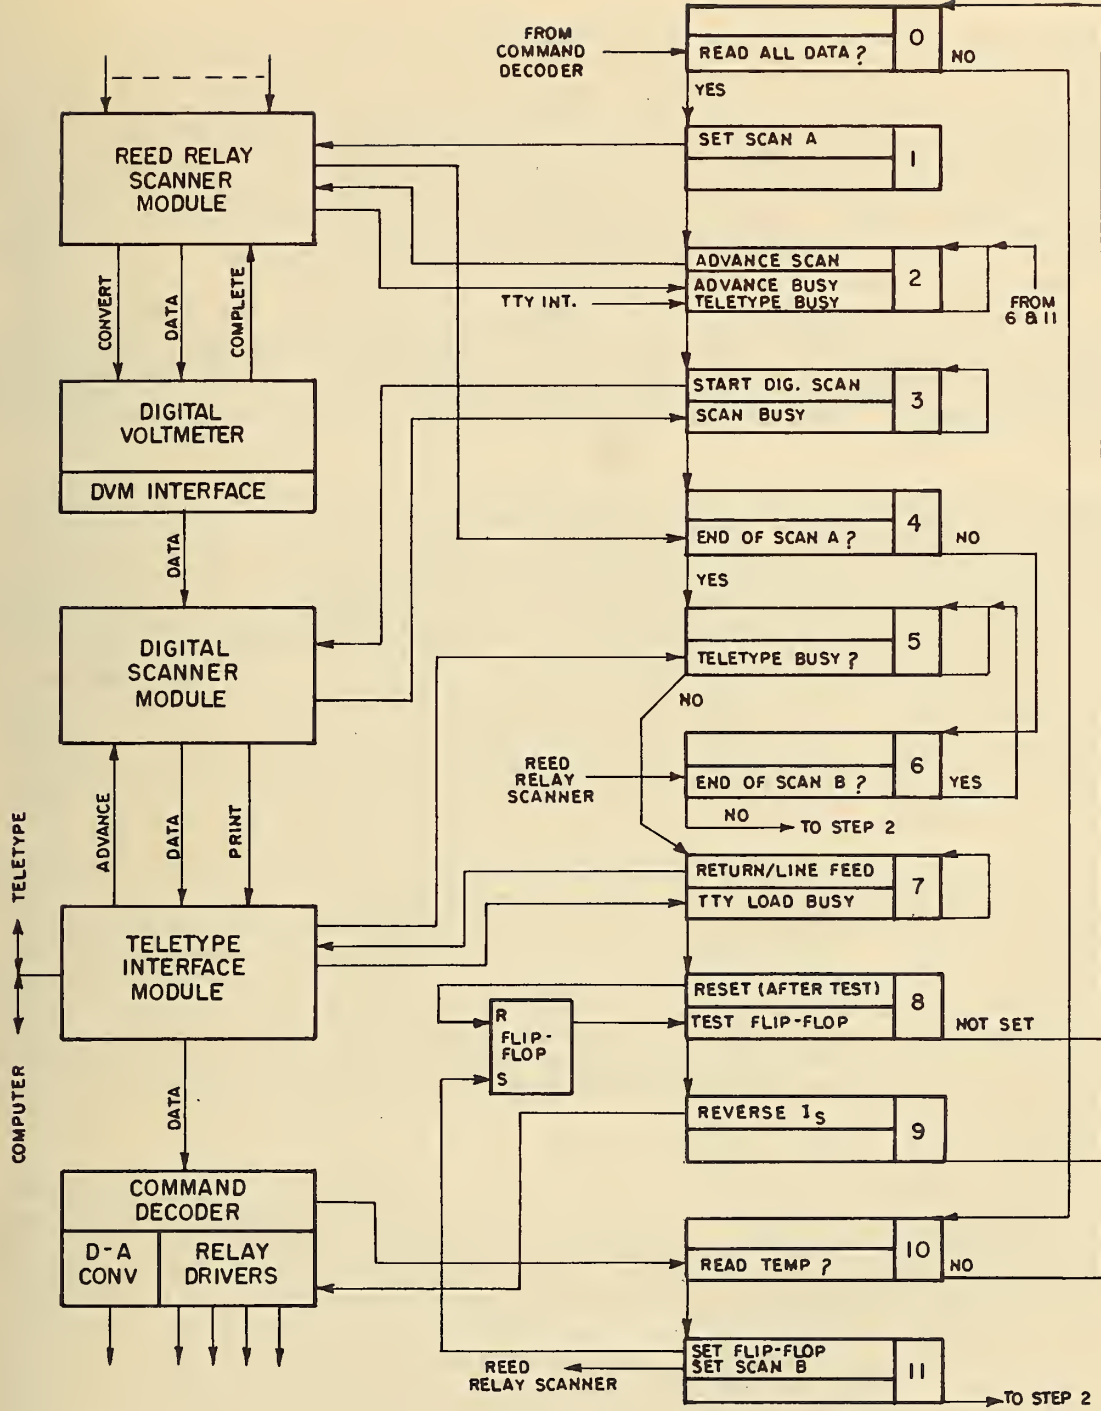 FROM
COMMAND
DECODER
READ ALL DATA ?
0
NO
YES
SET SCAN A
1
REED RELAY
SCANNER
MODULE
ADVANCE SCAN
ADVANCE BUSY
TELETYPE BUSY
2
TTY INT.
FROM
6 & 11
CONVERT
DATA
COMPLETE
START DIG. SCAN
SCAN BUSY
3
DIGITAL
VOLTMETER
DVM INTERFACE
END OF SCAN A ?
4
NO
YES
DATA
DIGITAL
SCANNER
MODULE
TELETYPE BUSY ?
5
NO
REED
RELAY
SCANNER
END OF SCAN B ?
6
YES
NO
TO STEP 2
ADVANCE
DATA
PRINT
TELETYPE
COMPUTER
RETURN/LINE FEED
TTY LOAD BUSY
7
TELETYPE
INTERFACE
MODULE
RESET (AFTER TEST)
TEST FLIP-FLOP
8
NOT SET
R
FLIP-
FLOP
S
DATA
REVERSE IS
9
COMMAND
DECODER
D-A
CONV
RELAY
DRIVERS
READ TEMP ?
10
NO
SET FLIP-FLOP
SET SCAN B
11
REED
RELAY SCANNER
TO STEP 2